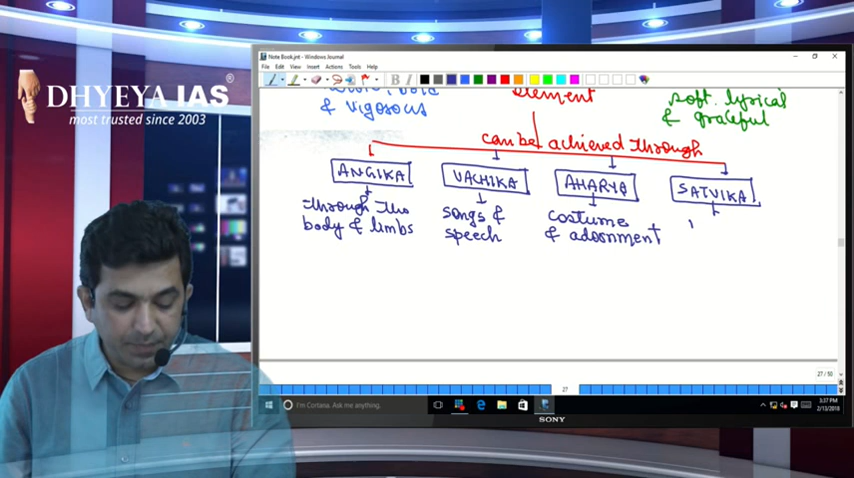 DHYEYA IAS®
most trusted since 2003
Note Book.jnt - Windows Journal
File Edit View Insert Actions Tools Help
& vigorous
Element
soft, lyrical
& graceful
can be achieved through
ANGIKA
VACHIKA
AHARYA
SATVIKA
through the
body & limbs
songs &
speech
costume
& adornment
27 / 50
27
I'm Cortana. Ask me anything.
3:37 PM
2/13/2018
SONY